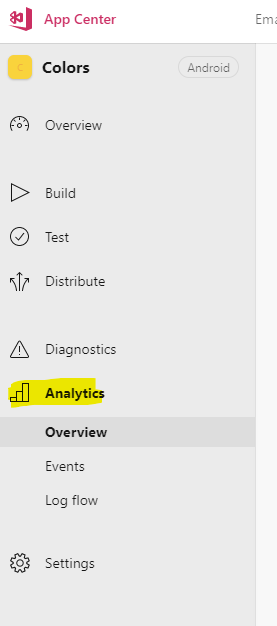 App Center
Ema
C
Colors
Android
Overview
Build
Test
Distribute
Diagnostics
Analytics
Overview
Events
Log flow
Settings